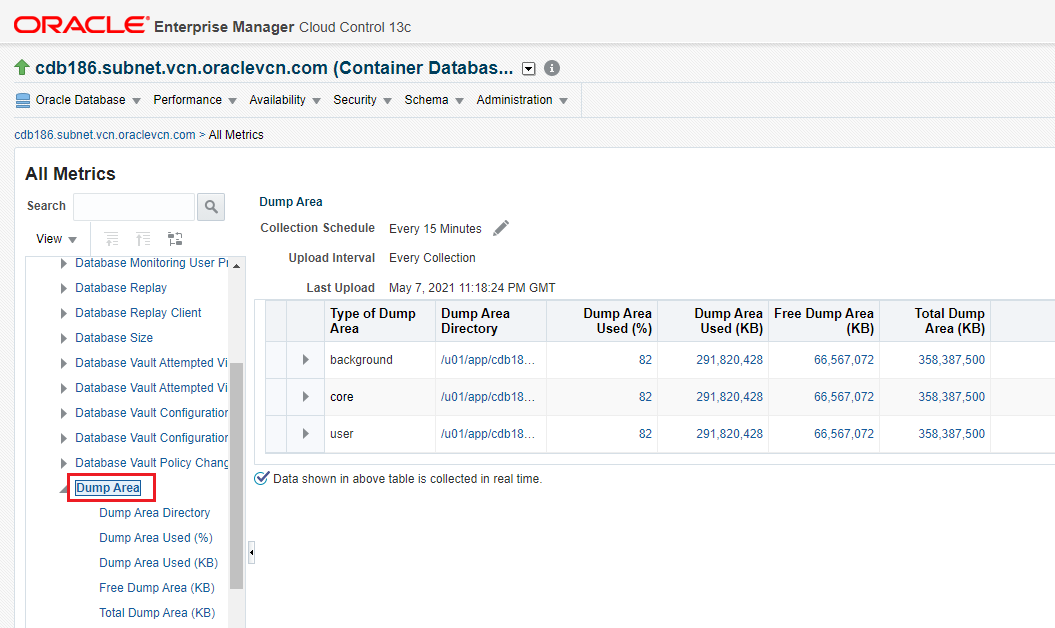 ORACLE Enterprise Manager Cloud Control 13c
cdb186.subnet.vcn.oraclevcn.com (Container Databas...
Oracle Database Performance Availability Security Schema Administration
cdb186.subnet.vcn.oraclevcn.com > All Metrics
All Metrics
Search
View
Database Monitoring User Pr
Database Replay
Database Replay Client
Database Size
Database Vault Attempted Vi
Database Vault Attempted Vi
Database Vault Configuration
Database Vault Configuration
Database Vault Policy Chang
Dump Area
Dump Area Directory
Dump Area Used (%)
Dump Area Used (KB)
Free Dump Area (KB)
Total Dump Area (KB)
Dump Area
Collection Schedule Every 15 Minutes
Upload Interval Every Collection
Last Upload May 7, 2021 11:18:24 PM GMT
Type of Dump Area Dump Area Directory Dump Area Used (%) Dump Area Used (KB) Free Dump Area (KB) Total Dump Area (KB)
background /u01/app/cdb18... 82 291,820,428 66,567,072 358,387,500
core /u01/app/cdb18... 82 291,820,428 66,567,072 358,387,500
user /u01/app/cdb18... 82 291,820,428 66,567,072 358,387,500
Data shown in above table is collected in real time.